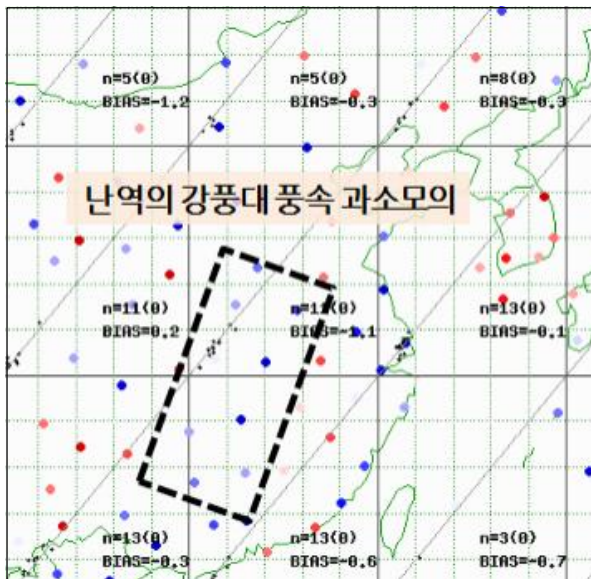 n=5(0)
BIAS=-1.2
n=5(0)
BIAS=-0.3
n=8(0)
BIAS=-0.3
난역의 강풍대 풍속 과소모의
n=11(0)
BIAS=0.2
n=11(0)
BIAS=-1.1
n=13(0)
BIAS=-0.1
n=13(0)
BIAS=-0.3
BIAS=-0.6
n=3(0)
BIAS=-0.7